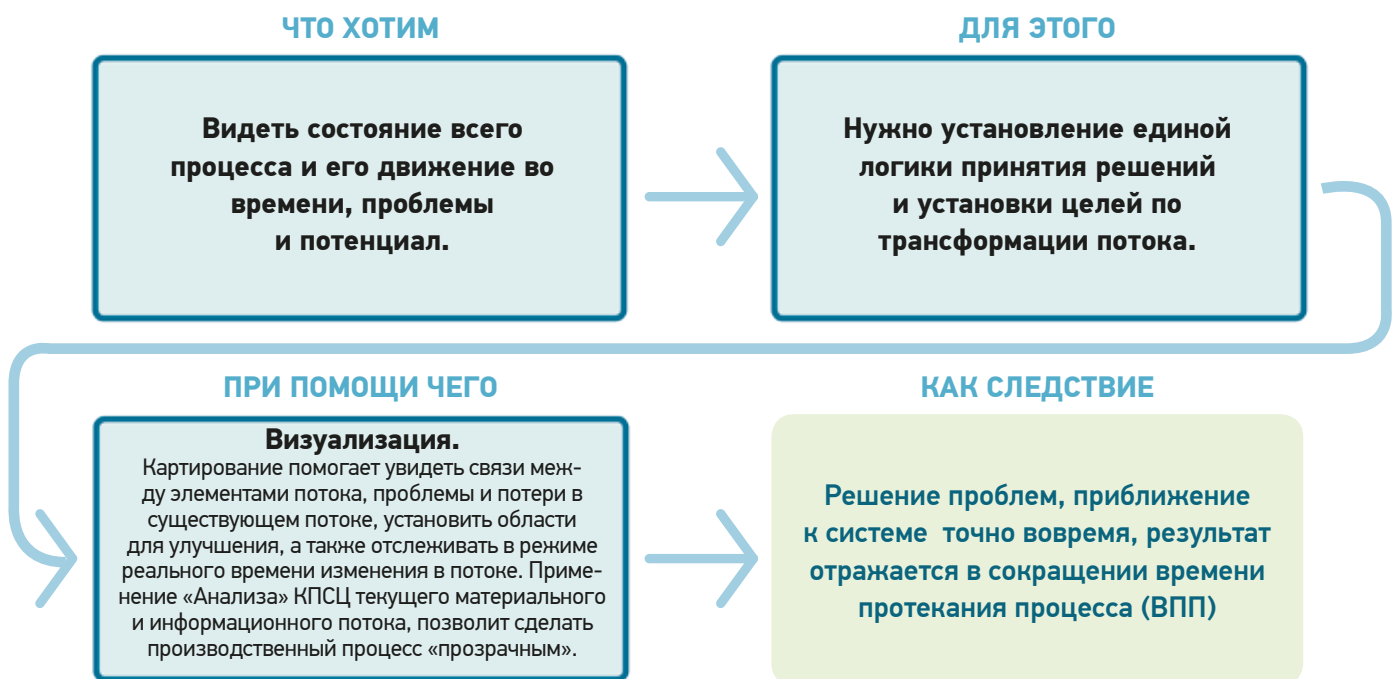 ЧТО ХОТИМ
Видеть состояние всего
процесса и его движение во
времени, проблемы
и потенциал.
ДЛЯ ЭТОГО
Нужно установление единой
логики принятия решений
и установки целей по
трансформации потока.
ПРИ ПОМОЩИ ЧЕГО
Визуализация.
Картирование помогает увидеть связи меж-
ду элементами потока, проблемы и потери в
существующем потоке, установить области
для улучшения, а также отслеживать в режиме
реального времени изменения в потоке. Приме-
нение «Анализа» КПСЦ текущего материального
и информационного потока, позволит сделать
производственный процесс «прозрачным».
КАК СЛЕДСТВИЕ
Решение проблем, приближение
к системе точно вовремя, результат
отражается в сокращении времени
протекания процесса (ВПП)